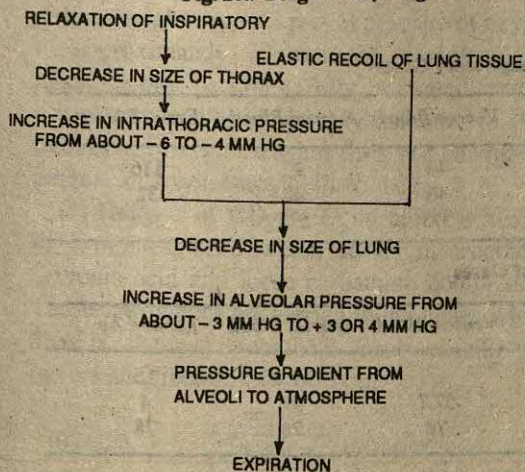 RELAXATION OF INSPIRATORY
ELASTIC RECOIL OF LUNG TISSUE
DECREASE IN SIZE OF THORAX
INCREASE IN INTRATHORACIC PRESSURE
FROM ABOUT – 6 TO – 4 MM HG
DECREASE IN SIZE OF LUNG
INCREASE IN ALVEOLAR PRESSURE FROM
ABOUT – 3 MM HG TO + 3 OR 4 MM HG
PRESSURE GRADIENT FROM
ALVEOLI TO ATMOSPHERE
EXPIRATION